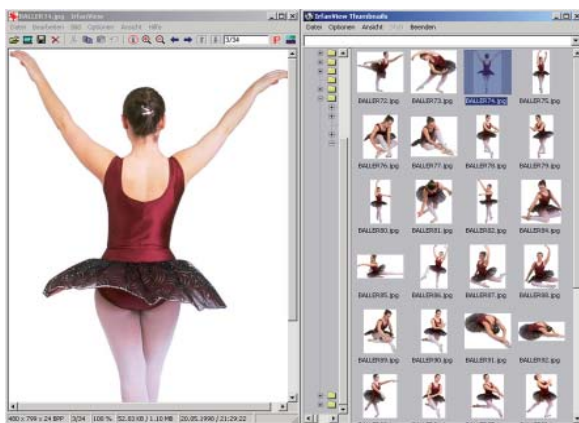 BALLER74.jpg - IrfanView
Datei Bearbeiten Bild Optionen Ansicht Hilfe
3/34
400 x 799 x 24 BPP 3/34 100 % 52.83 KB / 1.10 MB 20.05.1998 / 21:29:22
IrfanView Thumbnails
Datei Optionen Ansicht Beenden
BALLER72.jpg BALLER73.jpg BALLER74.jpg BALLER75.jpg
BALLER76.jpg BALLER77.jpg BALLER78.jpg BALLER79.jpg
BALLER80.jpg BALLER81.jpg BALLER82.jpg BALLER84.jpg
BALLER85.jpg BALLER86.jpg BALLER87.jpg BALLER88.jpg
BALLER89.jpg BALLER90.jpg BALLER91.jpg BALLER92.jpg